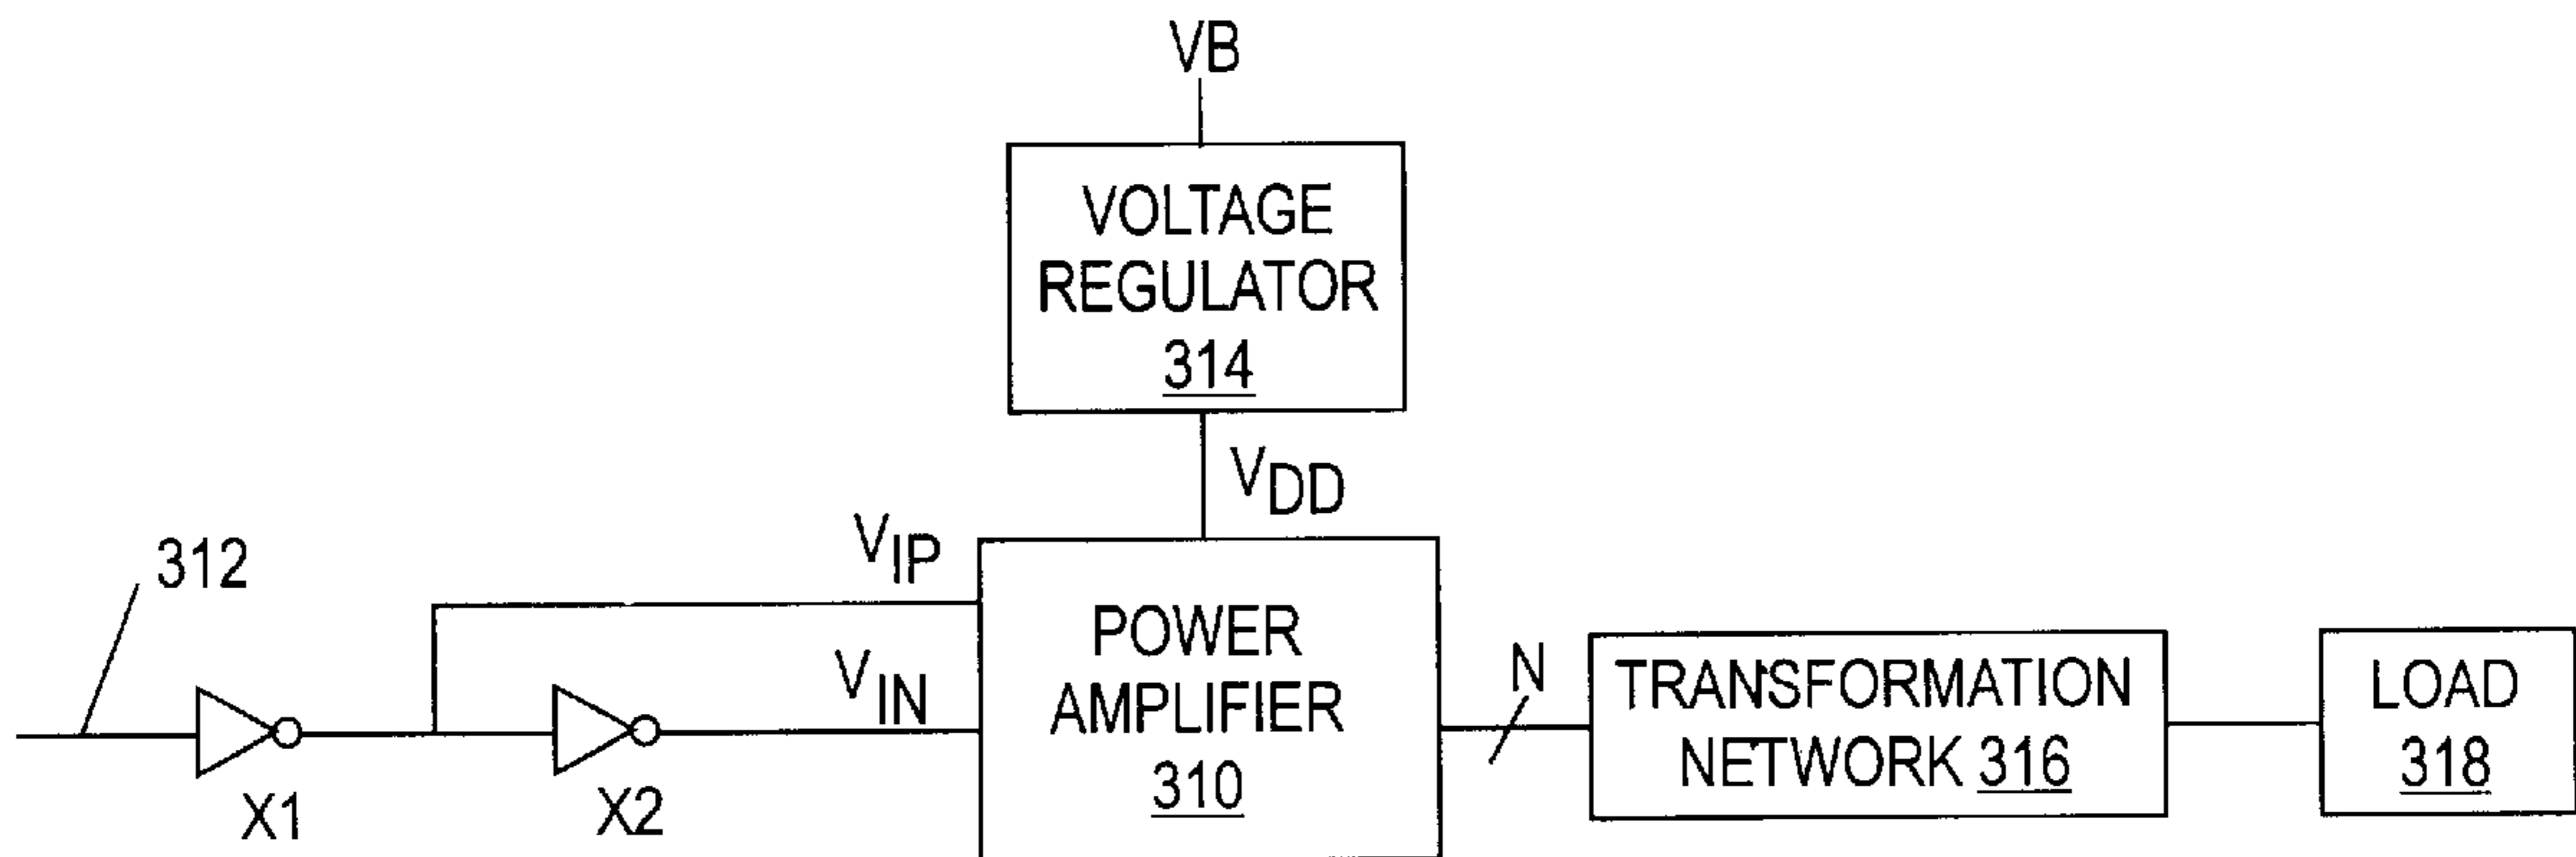 VB
VOLTAGE
REGULATOR
314
VDD
VIP
312
VIN
POWER
AMPLIFIER
310
N
TRANSFORMATION
NETWORK 316
LOAD
318
X1
X2